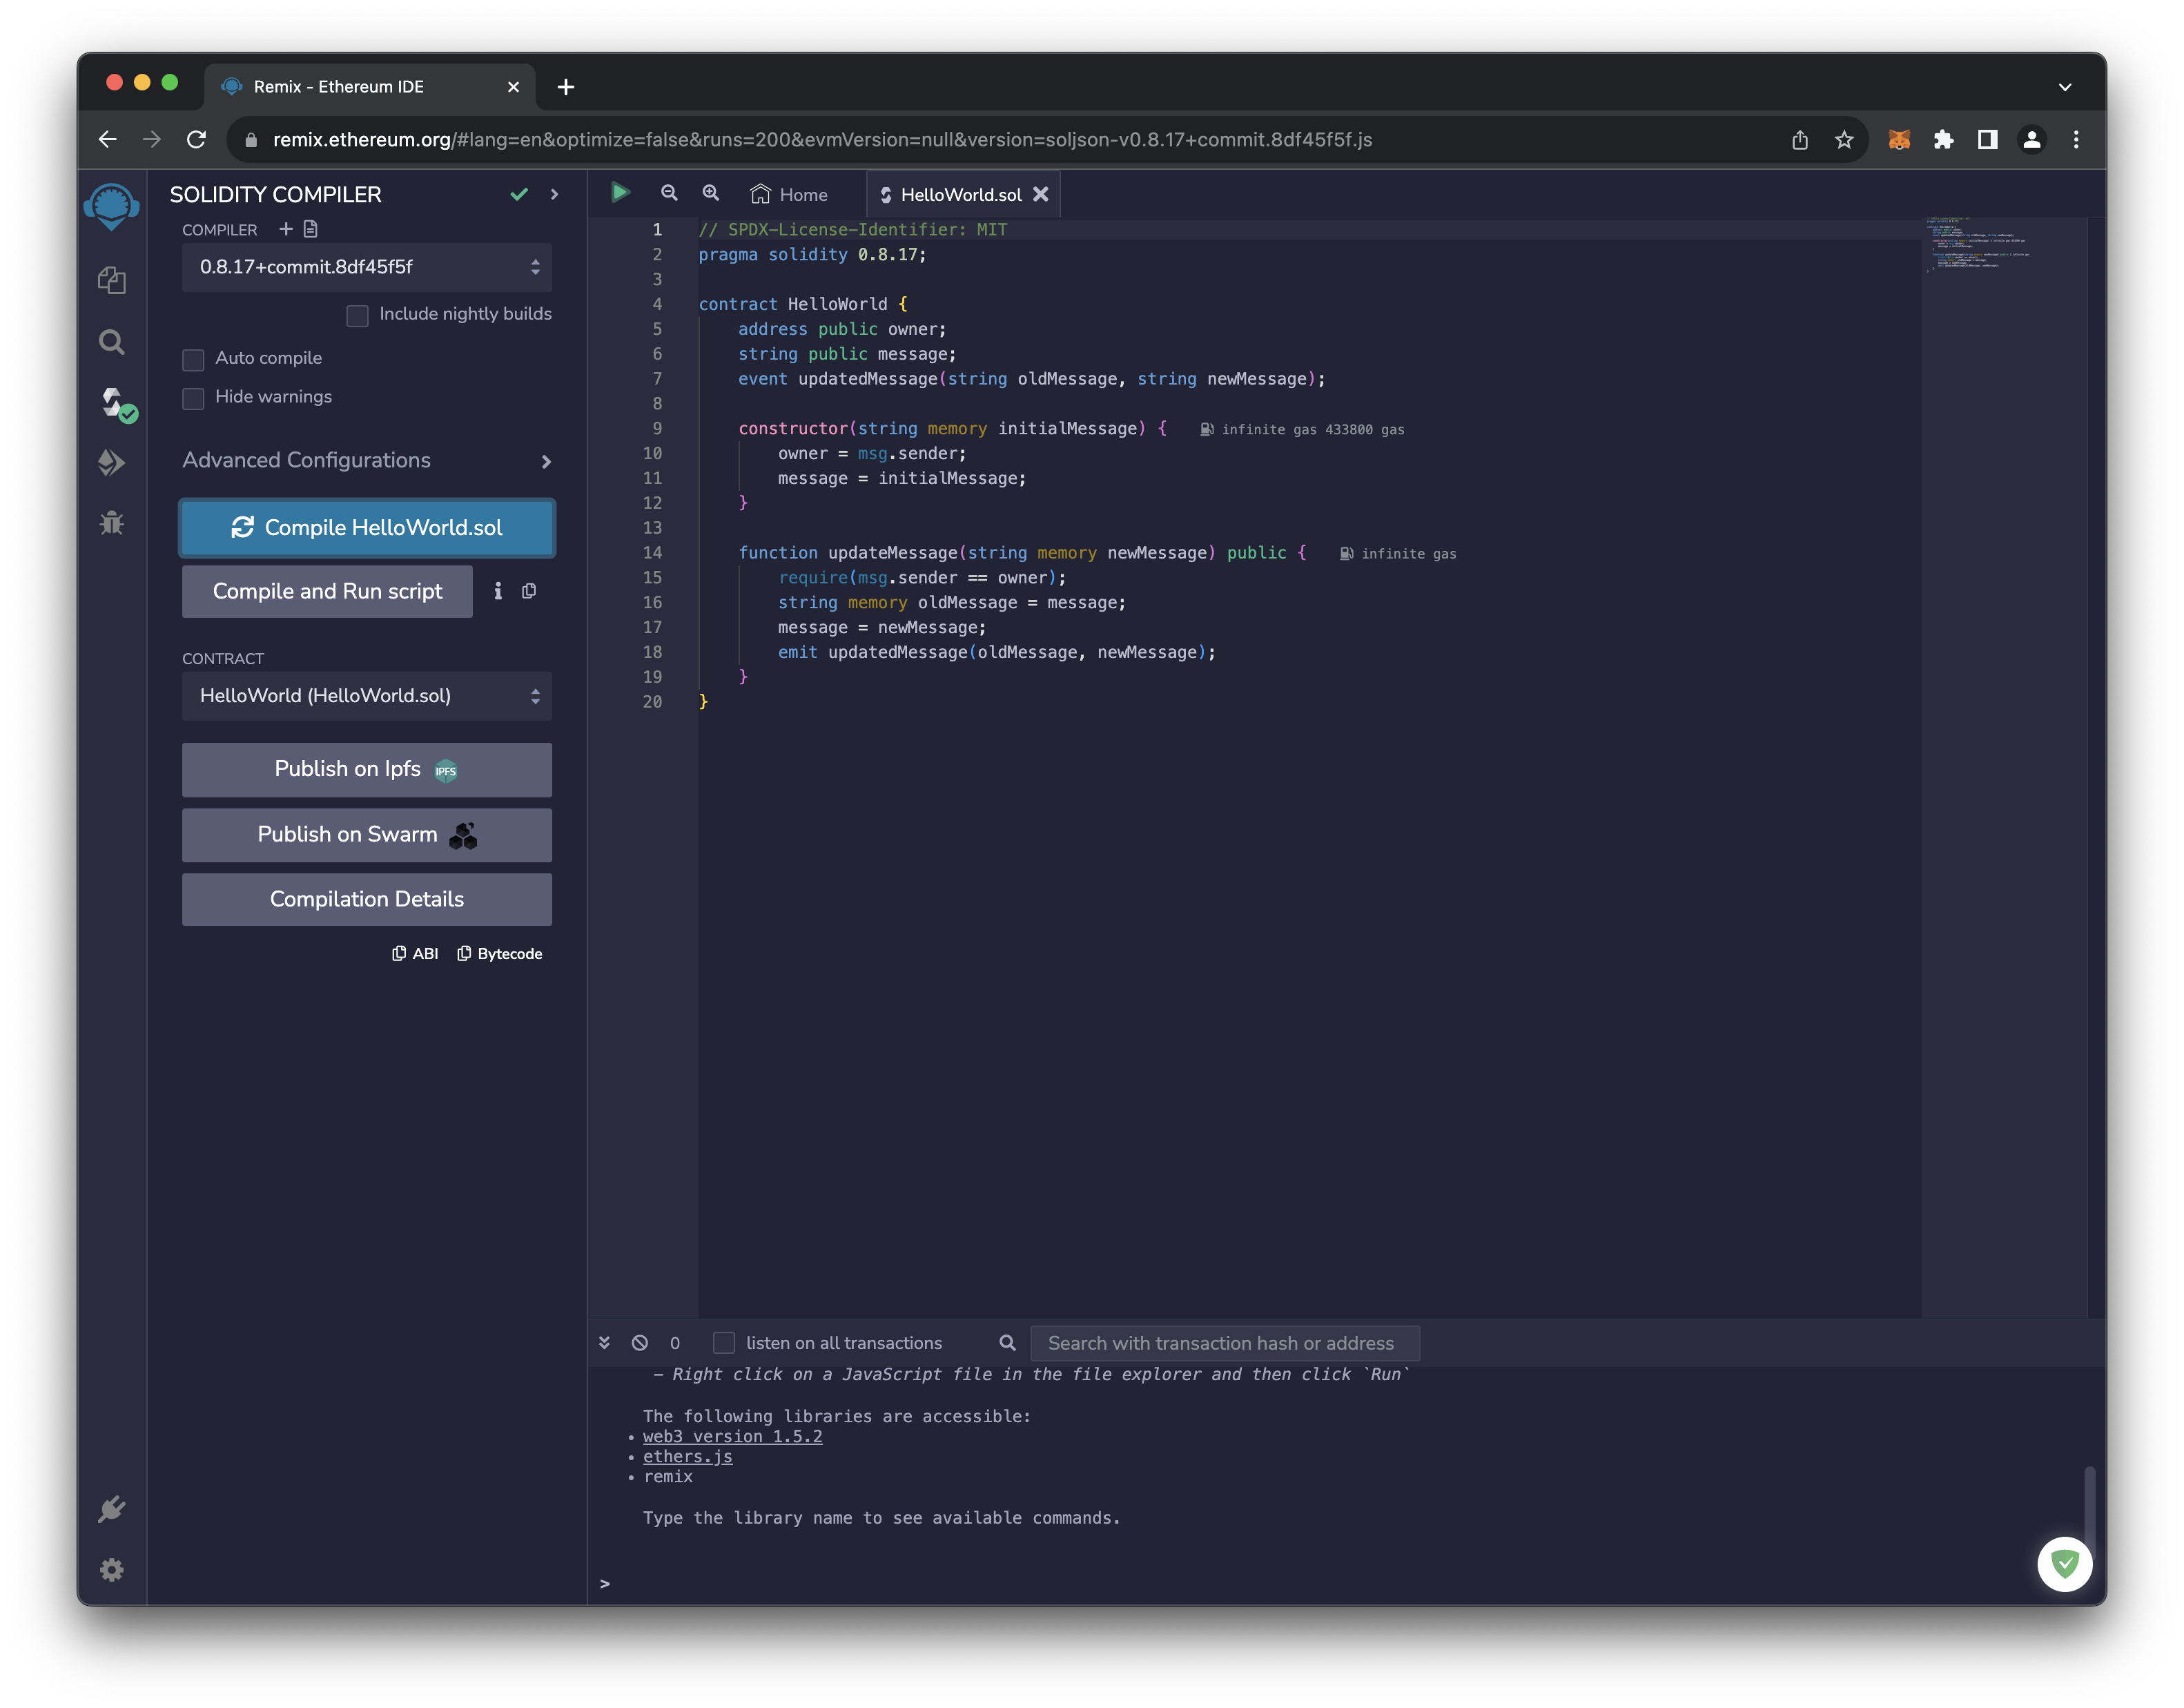 Remix - Ethereum IDE
remix.ethereum.org/#lang=en&optimize=false&runs=200&evmVersion=null&version=soljson-v0.8.17+commit.8df45f5f.js
SOLIDITY COMPILER
COMPILER
0.8.17+commit.8df45f5f
Include nightly builds
Auto compile
Hide warnings
Advanced Configurations
Compile HelloWorld.sol
Compile and Run script
CONTRACT
HelloWorld (HelloWorld.sol)
Publish on Ipfs IPFS
Publish on Swarm
Compilation Details
ABI Bytecode
Home HelloWorld.sol
1 // SPDX-License-Identifier: MIT
2 pragma solidity 0.8.17;
3
4 contract HelloWorld {
5 address public owner;
6 string public message;
7 event updatedMessage(string oldMessage, string newMessage);
8
9 constructor(string memory initialMessage) { infinite gas 433800 gas
10 owner = msg.sender;
11 message = initialMessage;
12 }
13
14 function updateMessage(string memory newMessage) public { infinite gas
15 require(msg.sender == owner);
16 string memory oldMessage = message;
17 message = newMessage;
18 emit updatedMessage(oldMessage, newMessage);
19 }
20 }
0 listen on all transactions Search with transaction hash or address
- Right click on a JavaScript file in the file explorer and then click `Run`
The following libraries are accessible:
• web3 version 1.5.2
• ethers.js
• remix
Type the library name to see available commands.
>